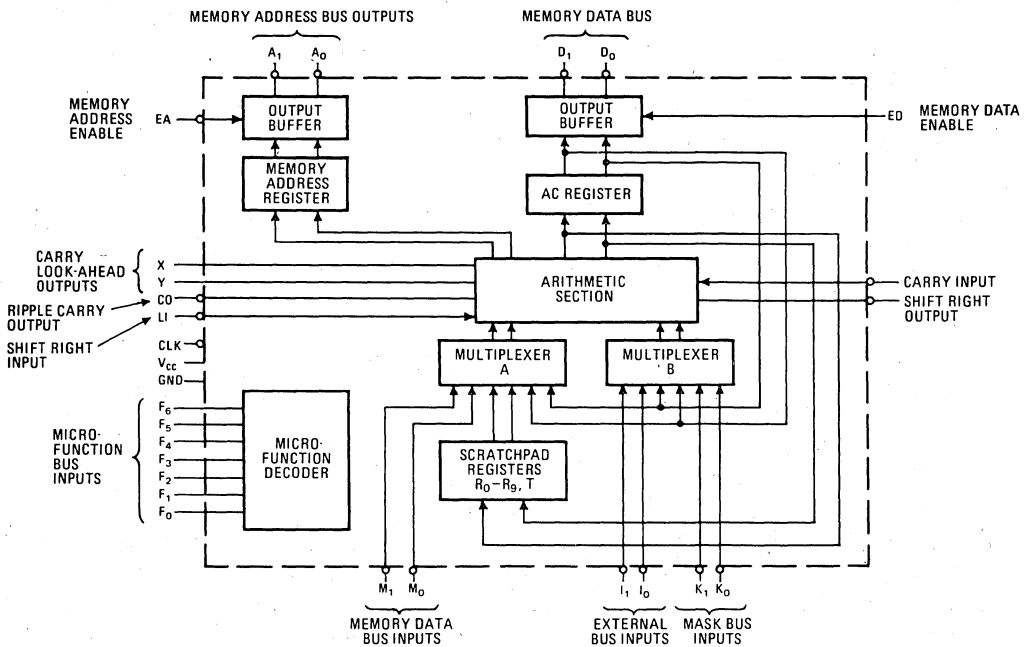 MEMORY ADDRESS BUS OUTPUTS
A1 A0
MEMORY DATA BUS
D1 D0
MEMORY
ADDRESS
ENABLE
EA
OUTPUT
BUFFER
OUTPUT
BUFFER
ED
MEMORY DATA
ENABLE
MEMORY
ADDRESS
REGISTER
AC REGISTER
CARRY
LOOK-AHEAD
OUTPUTS
X
Y
RIPPLE CARRY
OUTPUT
CO
SHIFT RIGHT
INPUT
LI
ARITHMETIC
SECTION
CARRY INPUT
SHIFT RIGHT
OUTPUT
CLK
VCC
GND
MULTIPLEXER
A
MULTIPLEXER
B
MICRO-
FUNCTION
BUS
INPUTS
F6
F5
F4
F3
F2
F1
F0
MICRO-
FUNCTION
DECODER
SCRATCHPAD
REGISTERS
R0–R9, T
M1 M0
MEMORY DATA
BUS INPUTS
I1 I0
EXTERNAL
BUS INPUTS
K1 K0
MASK BUS
INPUTS